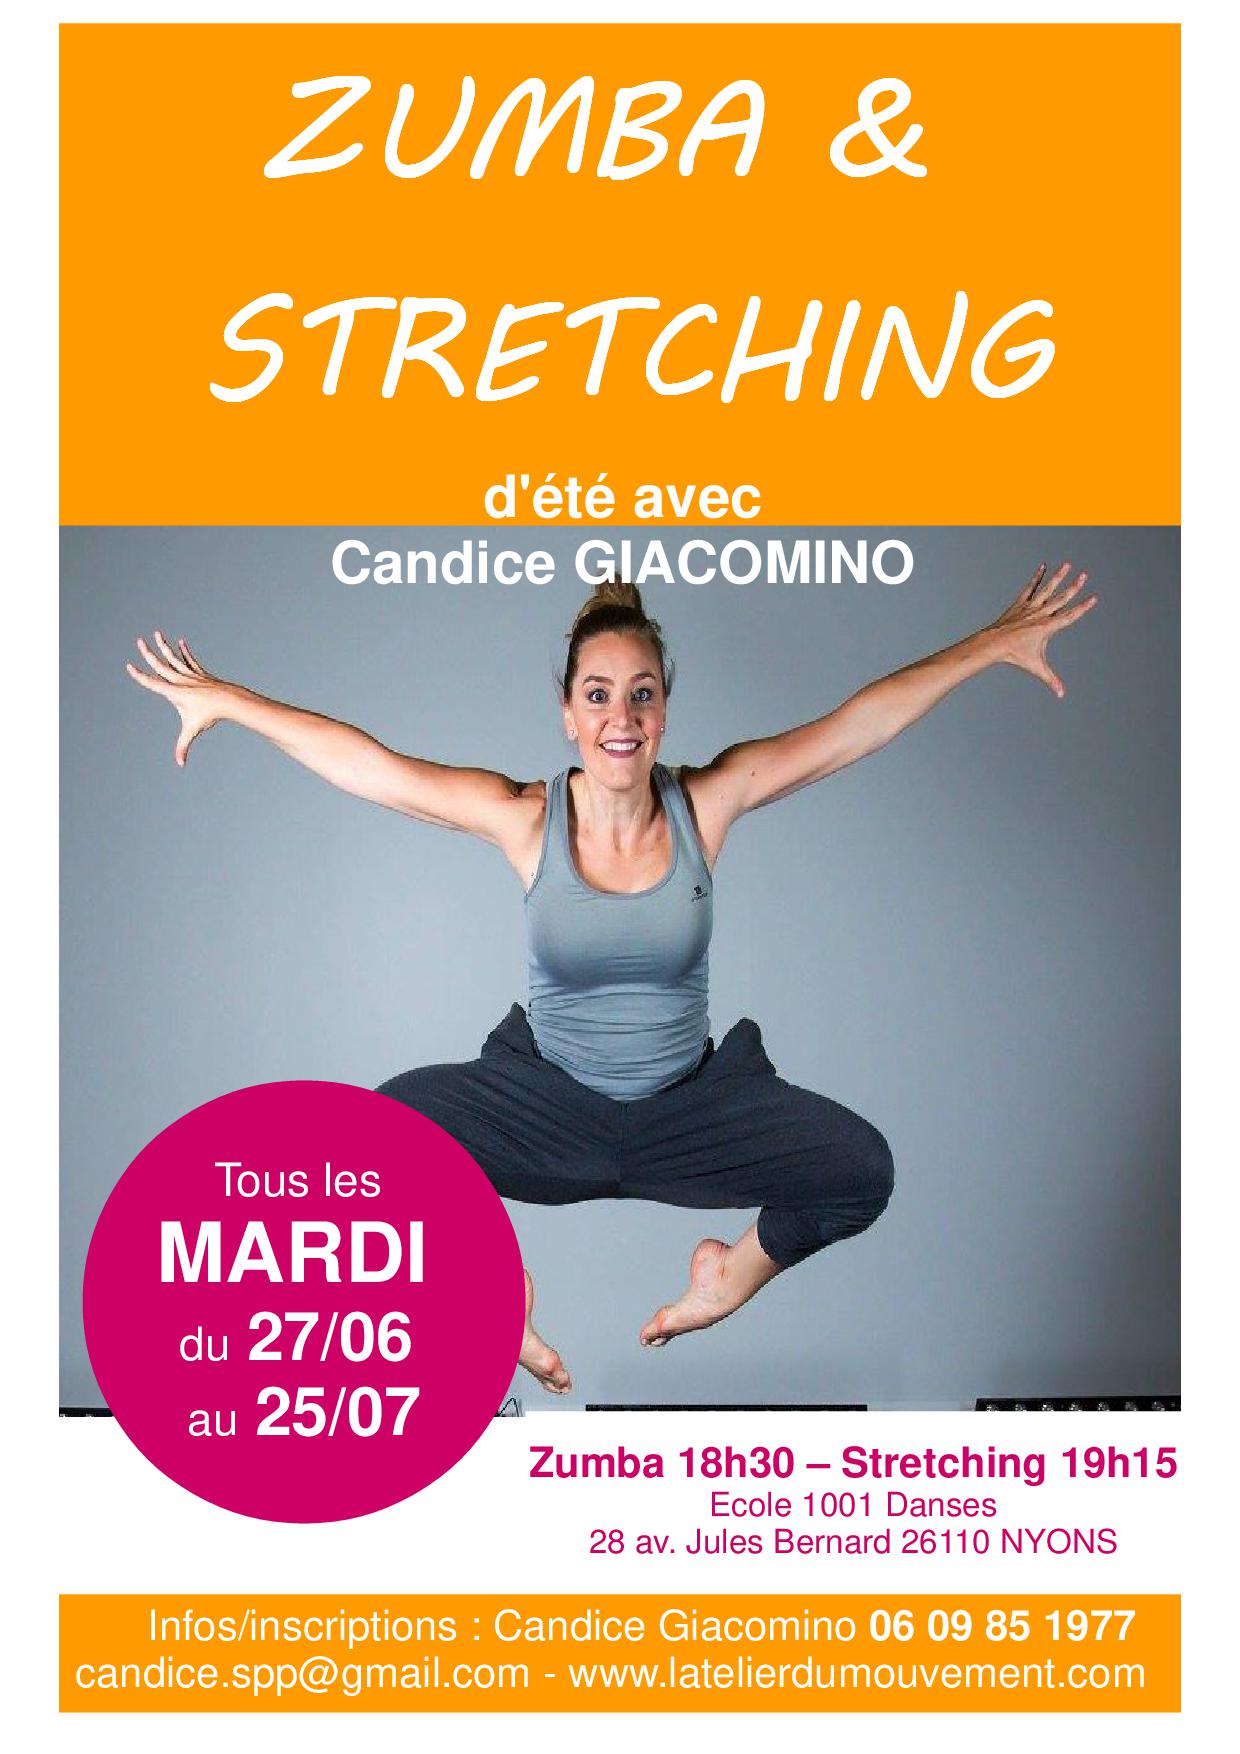 ZUMBA &
STRETCHING
d'été avec
Candice GIACOMINO
Tous les
MARDI
du 27/06
au 25/07
Zumba 18h30 – Stretching 19h15
Ecole 1001 Danses
28 av. Jules Bernard 26110 NYONS
Infos/inscriptions : Candice Giacomino 06 09 85 1977
candice.spp@gmail.com - www.latelierdumouvement.com